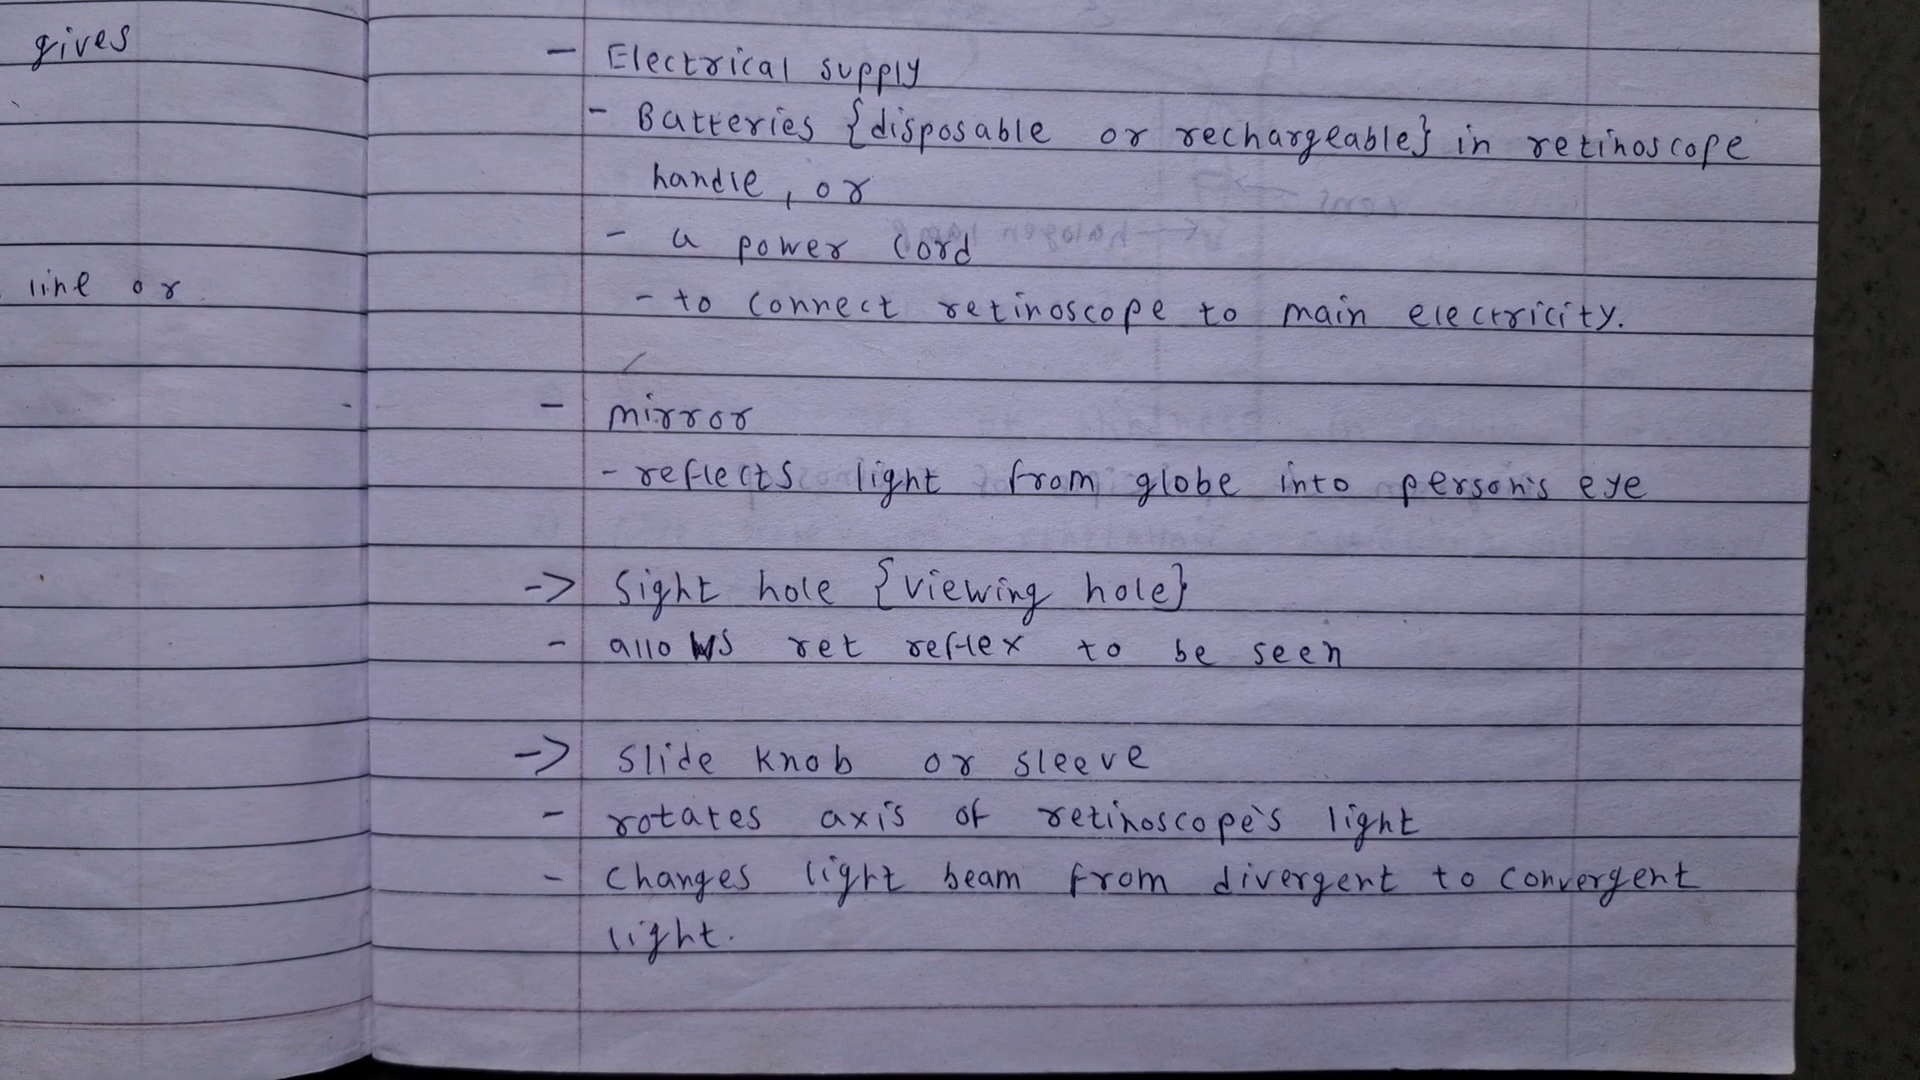 gives
line or
- Electrical supply
- Batteries {disposable or rechargeable} in retinoscope
handle, or
- a power cord
- to connect retinoscope to main electricity.
- mirror
- reflects light from globe into person's eye
-> Sight hole {viewing hole}
- allows ret reflex to be seen
-> Slide knob or sleeve
- rotates axis of retinoscope's light
- Changes light beam from divergent to convergent
light.